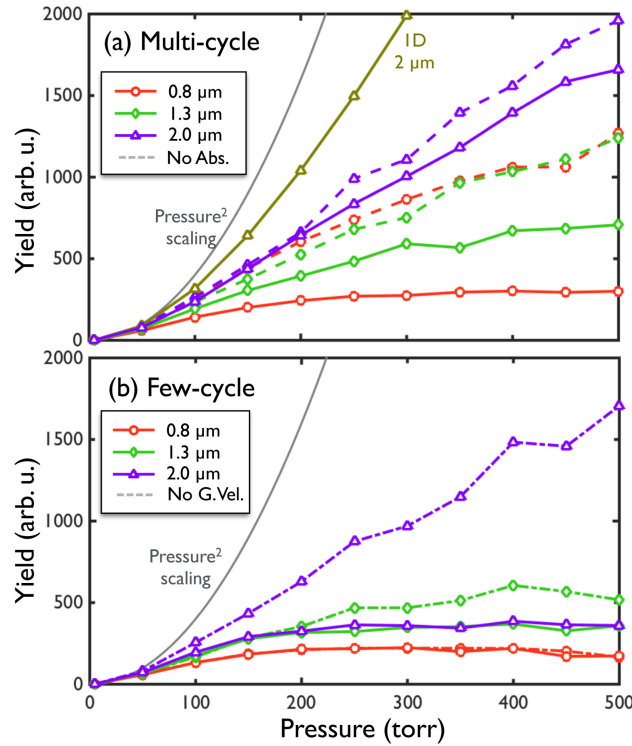 2000
(a) Multi-cycle
1D
2 µm
0.8 µm
1.3 µm
2.0 µm
No Abs.
1500
1000
500
0
Yield (arb. u.)
Pressure²
scaling
2000
(b) Few-cycle
0.8 µm
1.3 µm
2.0 µm
No G.Vel.
1500
1000
500
0
Yield (arb. u.)
Pressure²
scaling
0 100 200 300 400 500
Pressure (torr)